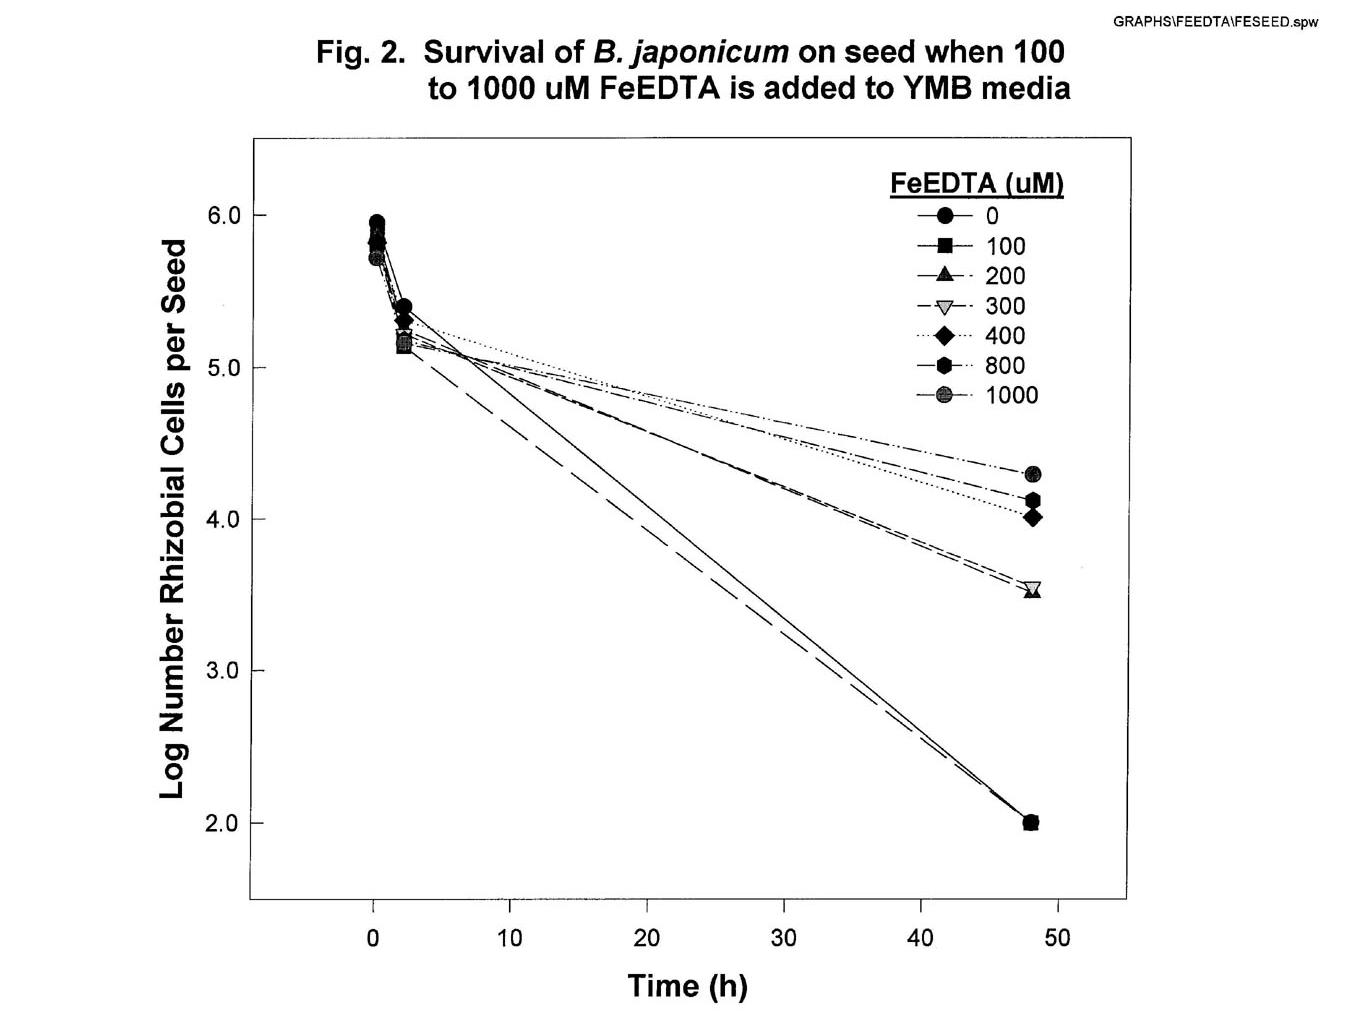 GRAPHS\FEEDTA\FESEED.spw
Fig. 2. Survival of B. japonicum on seed when 100
to 1000 uM FeEDTA is added to YMB media
FeEDTA (uM)
0
100
200
300
400
800
1000
Log Number Rhizobial Cells per Seed
6.0
5.0
4.0
3.0
2.0
0 10 20 30 40 50
Time (h)